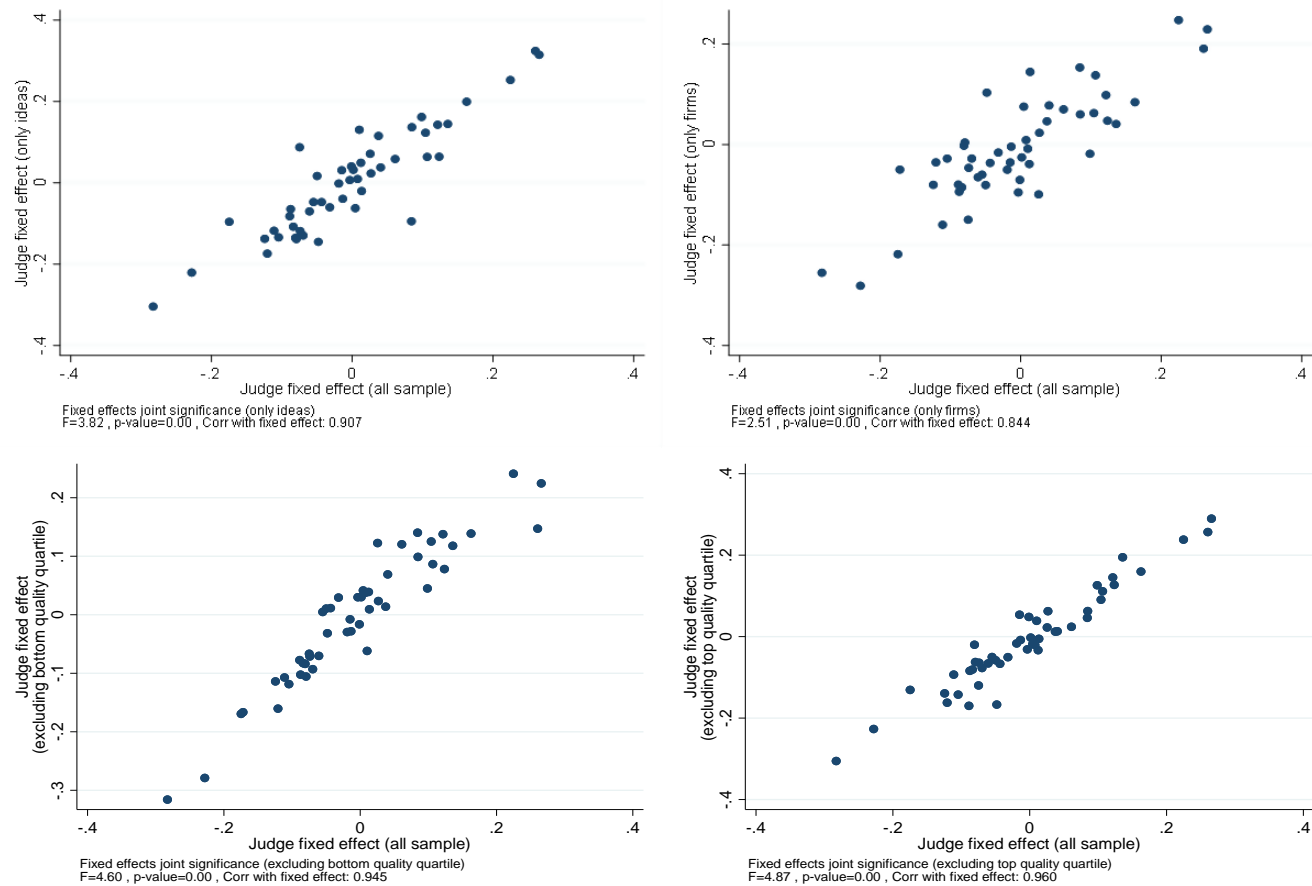 .4
.2
0
-.2
-.4
Judge fixed effect (only ideas)
-.4
-.2
0
.2
.4
Judge fixed effect (all sample)
Fixed effects joint significance (only ideas)
F=3.82 , p-value=0.00 , Corr with fixed effect: 0.907
.2
0
-.2
-.4
Judge fixed effect (only firms)
-.4
-.2
0
.2
.4
Judge fixed effect (all sample)
Fixed effects joint significance (only firms)
F=2.51 , p-value=0.00 , Corr with fixed effect: 0.844
.2
.1
0
-.1
-.2
-.3
Judge fixed effect
(excluding bottom quality quartile)
-.4
-.2
0
.2
.4
Judge fixed effect (all sample)
Fixed effects joint significance (excluding bottom quality quartile)
F=4.60 , p-value=0.00 , Corr with fixed effect: 0.945
.4
.2
0
-.2
-.4
Judge fixed effect
(excluding top quality quartile)
-.4
-.2
0
.2
.4
Judge fixed effect (all sample)
Fixed effects joint significance (excluding top quality quartile)
F=4.87 , p-value=0.00 , Corr with fixed effect: 0.960